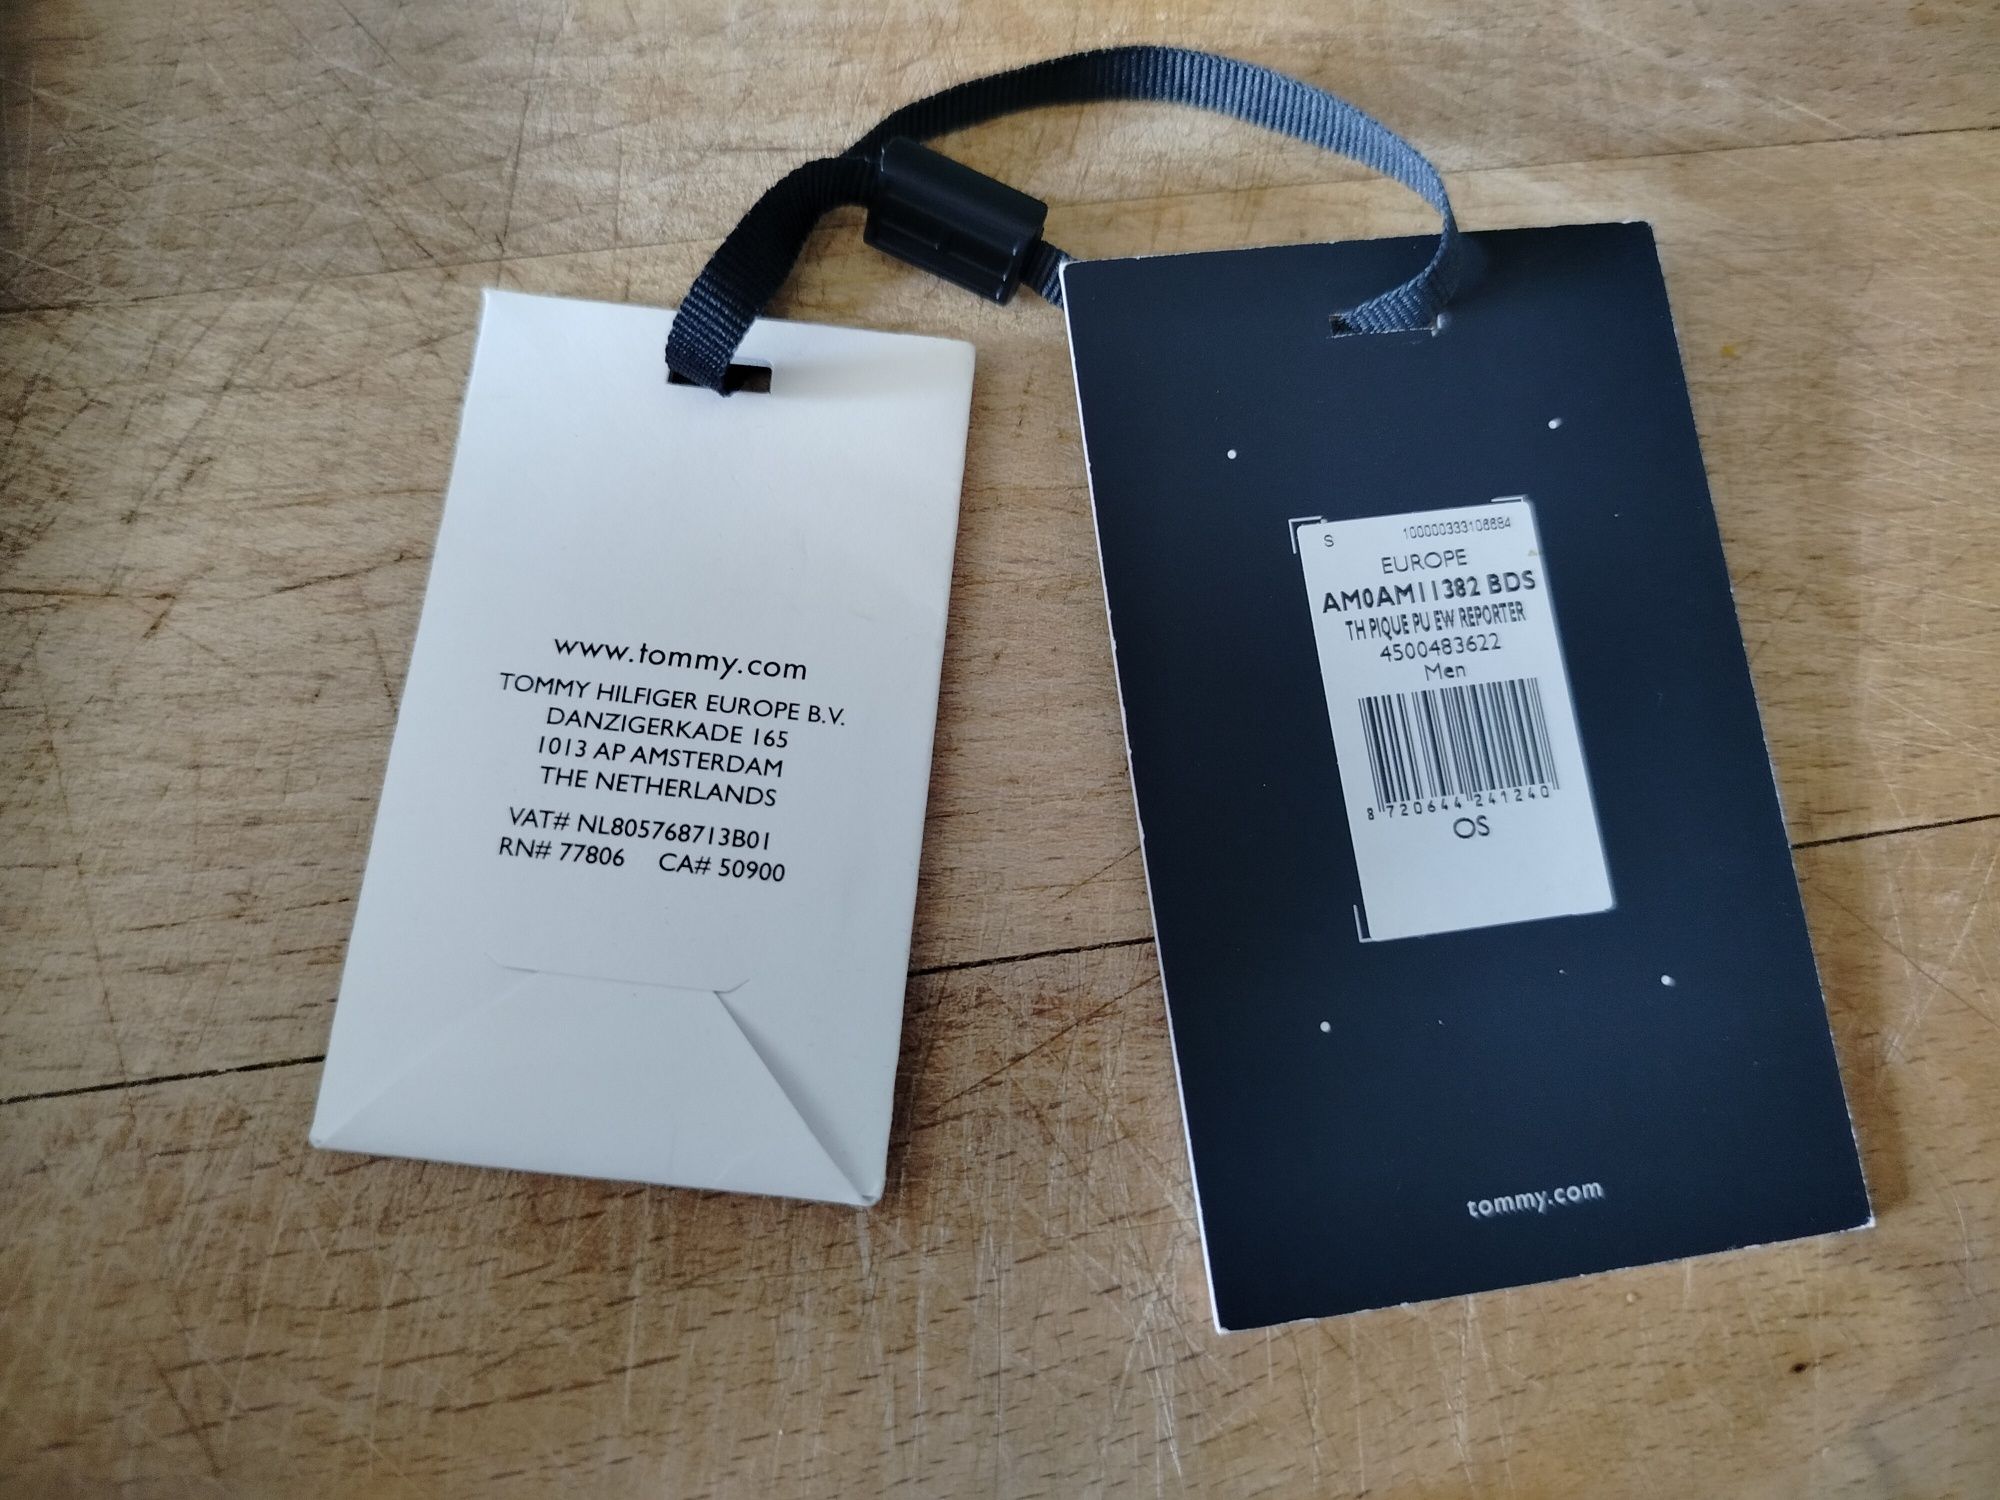 www.tommy.com
TOMMY HILFIGER EUROPE B.V.
DANZIGERKADE 165
1013 AP AMSTERDAM
THE NETHERLANDS
VAT# NL805768713B01
RN# 77806 CA# 50900
S 100000333106684
EUROPE
AM0AM11382 BDS
TH PIQUE PU EW REPORTER
4500483622
Men
8 720644 241240
OS
tommy.com